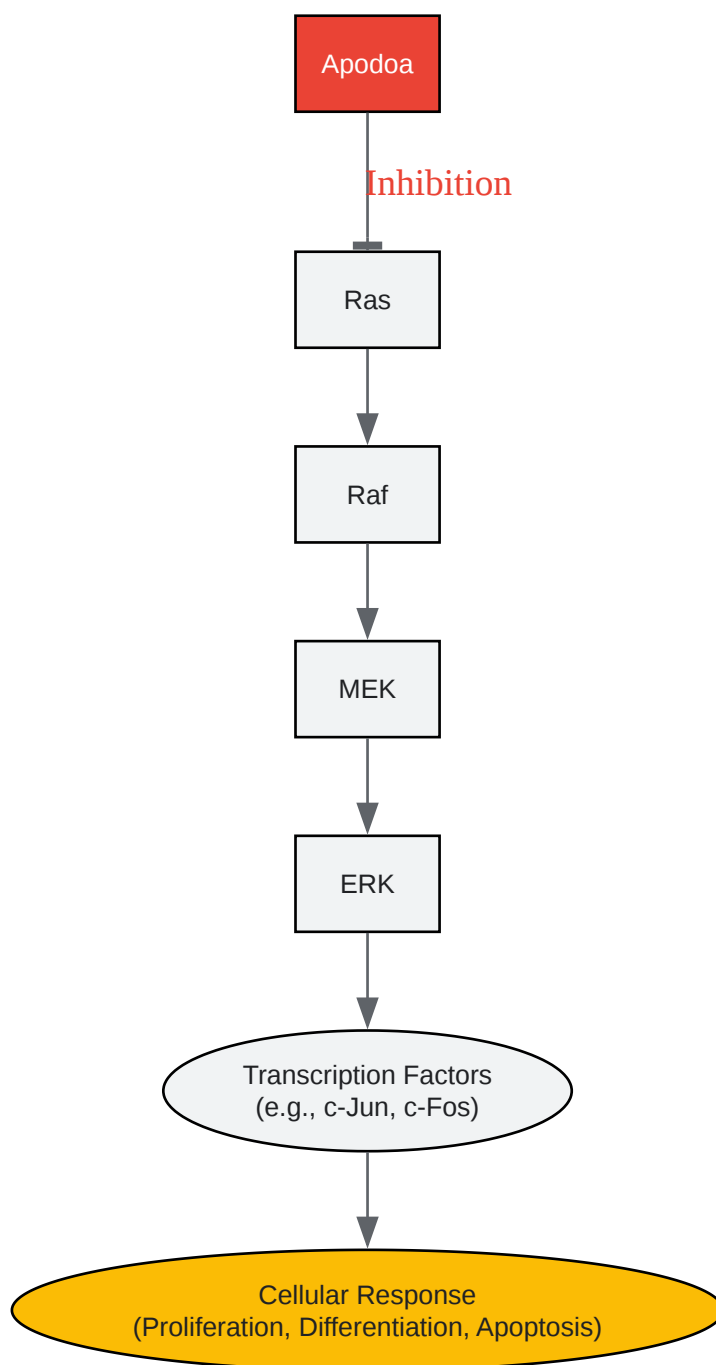 Apodoa
Inhibition
Ras
Raf
MEK
ERK
Transcription Factors
(e.g., c-Jun, c-Fos)
Cellular Response
(Proliferation, Differentiation, Apoptosis)